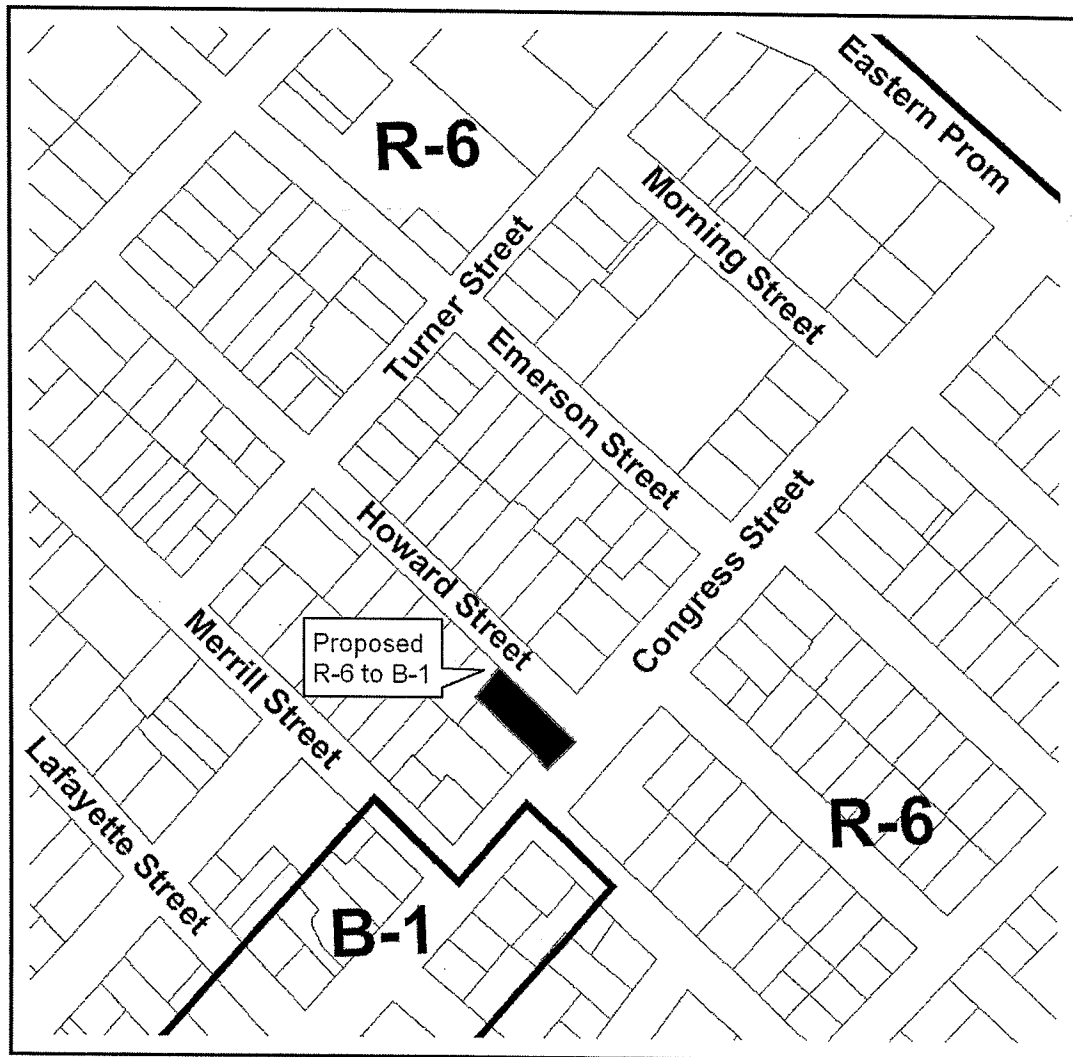 Eastern Prom
R-6
Morning Street
Turner Street
Emerson Street
Congress Street
Howard Street
Proposed
R-6 to B-1
Merrill Street
Lafayette Street
R-6
B-1